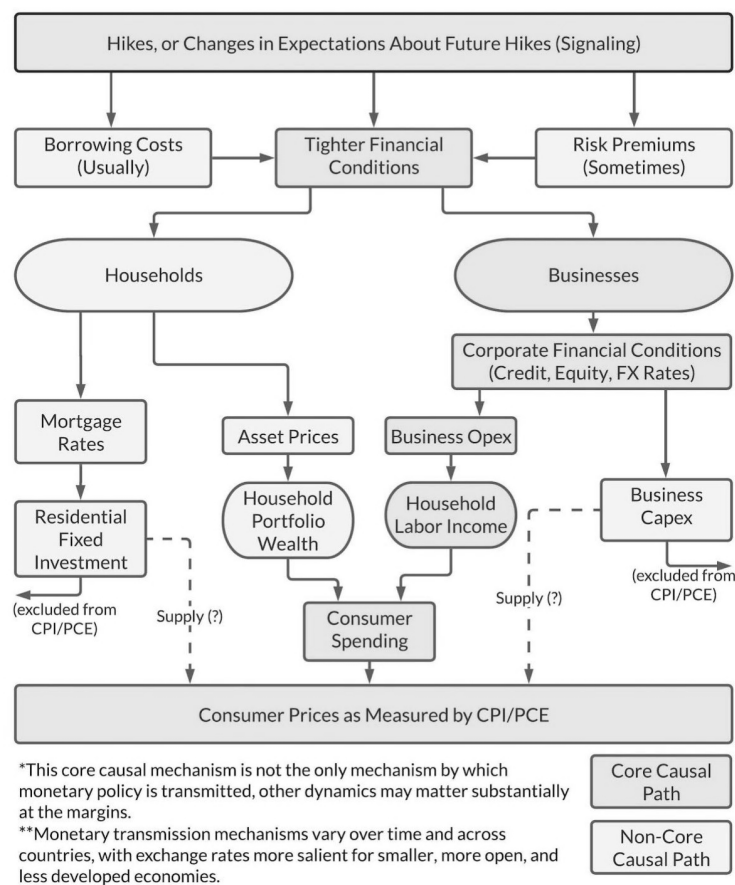 Hikes, or Changes in Expectations About Future Hikes (Signaling)
Borrowing Costs
(Usually)
Tighter Financial
Conditions
Risk Premiums
(Sometimes)
Households
Businesses
Corporate Financial Conditions
(Credit, Equity, FX Rates)
Mortgage
Rates
Asset Prices
Business Opex
Residential
Fixed
Investment
Household
Portfolio
Wealth
Household
Labor Income
Business
Capex
(excluded from
CPI/PCE)
(excluded from
CPI/PCE)
Supply (?)
Supply (?)
Consumer
Spending
Consumer Prices as Measured by CPI/PCE
*This core causal mechanism is not the only mechanism by which
monetary policy is transmitted, other dynamics may matter substantially
at the margins.
**Monetary transmission mechanisms vary over time and across
countries, with exchange rates more salient for smaller, more open, and
less developed economies.
Core Causal
Path
Non-Core
Causal Path